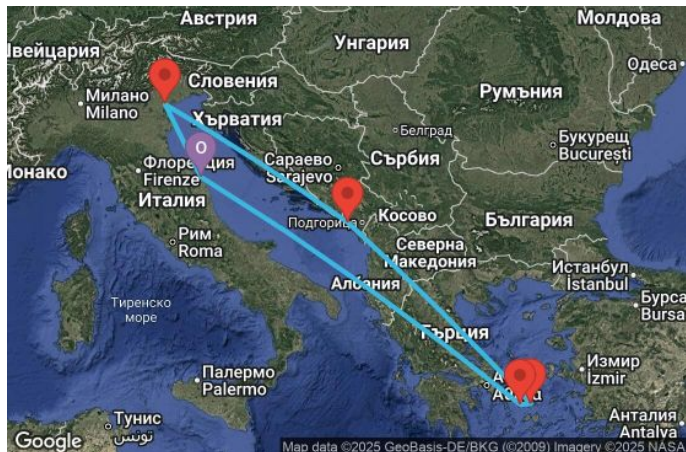 Австрия
Молдова
Унгария
Швейцария
Одеса
Словения
Милано
Milano
Румъния
Хърватия
Белград
Букурещ
București
О
Флоренция
Firenze
Сараево
Sarajevo
Сърбия
Монако
Италия
Подгорица
Косово
България
Рим
Roma
Северна
Македония
Истанбул
İstanbul
Албания
Бурса
Bursa
Тиренско
море
Гърция
Измир
İzmir
Палермо
Palermo
Тунис
تونس
Анталия
Antalya
Google
Map data ©2025 GeoBasis-DE/BKG (©2009) Imagery ©2025 NASA